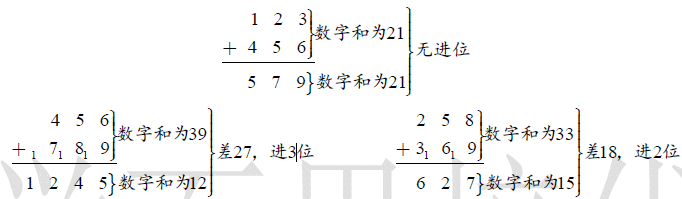 1 2 3
数字和为21
+ 4 5 6
无进位
5 7 9 数字和为21
4 5 6
数字和为39
+ 1 7 1 8 1 9
差27，进3位
1 2 4 5 数字和为12
2 5 8
数字和为33
+ 3 1 6 1 9
差18，进2位
6 2 7 数字和为15